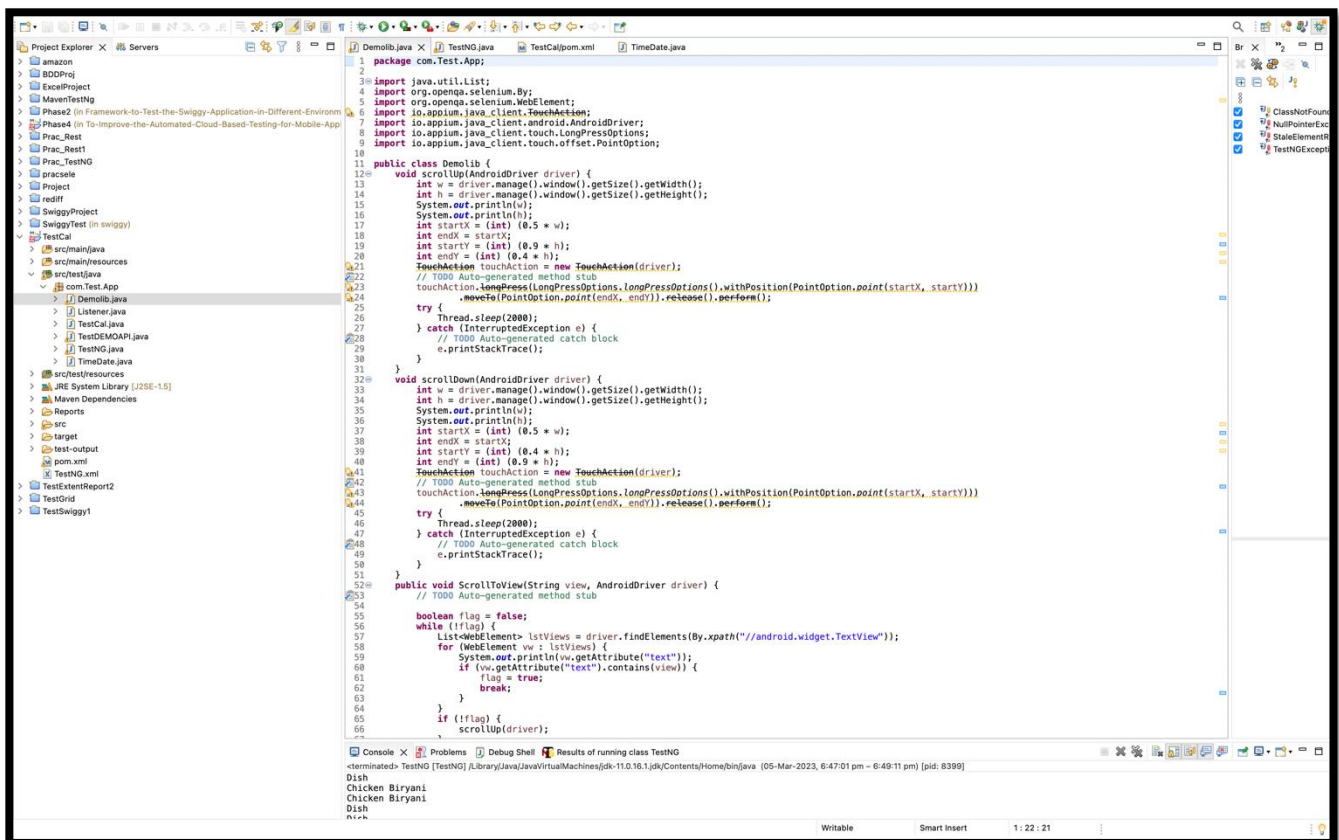 Project Explorer
Servers
amazon
BDDProj
ExcelProject
MavenTestNg
Phase2 (in Framework-to-Test-the-Swiggy-Application-in-Different-Environm
Phase4 (in To-Improve-the-Automated-Cloud-Based-Testing-for-Mobile-App
Prac_Rest
Prac_Rest1
Prac_TestNG
pracsele
Project
rediff
SwiggyProject
SwiggyTest (in swiggy)
TestCal
src/main/java
src/main/resources
src/test/java
com.Test.App
Demolib.java
Listener.java
TestCal.java
TestDEMOAPI.java
TestNG.java
TimeDate.java
src/test/resources
JRE System Library [J2SE-1.5]
Maven Dependencies
Reports
src
target
test-output
pom.xml
TestNG.xml
TestExtentReport2
TestGrid
TestSwiggy1
Demolib.java
TestNG.java
TestCal/pom.xml
TimeDate.java
1 package com.Test.App;
2
3 import java.util.List;
4 import org.openqa.selenium.By;
5 import org.openqa.selenium.WebElement;
6 import io.appium.java_client.TouchAction;
7 import io.appium.java_client.android.AndroidDriver;
8 import io.appium.java_client.touch.LongPressOptions;
9 import io.appium.java_client.touch.offset.PointOption;
10
11 public class Demolib {
12 void scrollUp(AndroidDriver driver) {
13 int w = driver.manage().window().getSize().getWidth();
14 int h = driver.manage().window().getSize().getHeight();
15 System.out.println(w);
16 System.out.println(h);
17 int startX = (int) (0.5 * w);
18 int endX = startX;
19 int startY = (int) (0.9 * h);
20 int endY = (int) (0.4 * h);
21 TouchAction touchAction = new TouchAction(driver);
22 // TODO Auto-generated method stub
23 touchAction.longPress(LongPressOptions.longPressOptions().withPosition(PointOption.point(startX, startY)))
24 .moveTo(PointOption.point(endX, endY)).release().perform();
25 try {
26 Thread.sleep(2000);
27 } catch (InterruptedException e) {
28 // TODO Auto-generated catch block
29 e.printStackTrace();
30 }
31 }
32 void scrollDown(AndroidDriver driver) {
33 int w = driver.manage().window().getSize().getWidth();
34 int h = driver.manage().window().getSize().getHeight();
35 System.out.println(w);
36 System.out.println(h);
37 int startX = (int) (0.5 * w);
38 int endX = startX;
39 int startY = (int) (0.4 * h);
40 int endY = (int) (0.9 * h);
41 TouchAction touchAction = new TouchAction(driver);
42 // TODO Auto-generated method stub
43 touchAction.longPress(LongPressOptions.longPressOptions().withPosition(PointOption.point(startX, startY)))
44 .moveTo(PointOption.point(endX, endY)).release().perform();
45 try {
46 Thread.sleep(2000);
47 } catch (InterruptedException e) {
48 // TODO Auto-generated catch block
49 e.printStackTrace();
50 }
51 }
52 public void ScrollToView(String view, AndroidDriver driver) {
53 // TODO Auto-generated method stub
54
55 boolean flag = false;
56 while (!flag) {
57 List<WebElement> lstViews = driver.findElements(By.xpath("//android.widget.TextView"));
58 for (WebElement vw : lstViews) {
59 System.out.println(vw.getAttribute("text"));
60 if (vw.getAttribute("text").contains(view)) {
61 flag = true;
62 break;
63 }
64 }
65 if (!flag) {
66 scrollUp(driver);
Br
2
ClassNotFoun
NullPointerExc
StaleElementR
TestNGExcepti
Console
Problems
Debug Shell
Results of running class TestNG
<terminated> TestNG [TestNG] /Library/Java/JavaVirtualMachines/jdk-11.0.16.1.jdk/Contents/Home/bin/java (05-Mar-2023, 6:47:01 pm – 6:49:11 pm) [pid: 8399]
Dish
Chicken Biryani
Chicken Biryani
Dish
Writable
Smart Insert
1 : 22 : 21